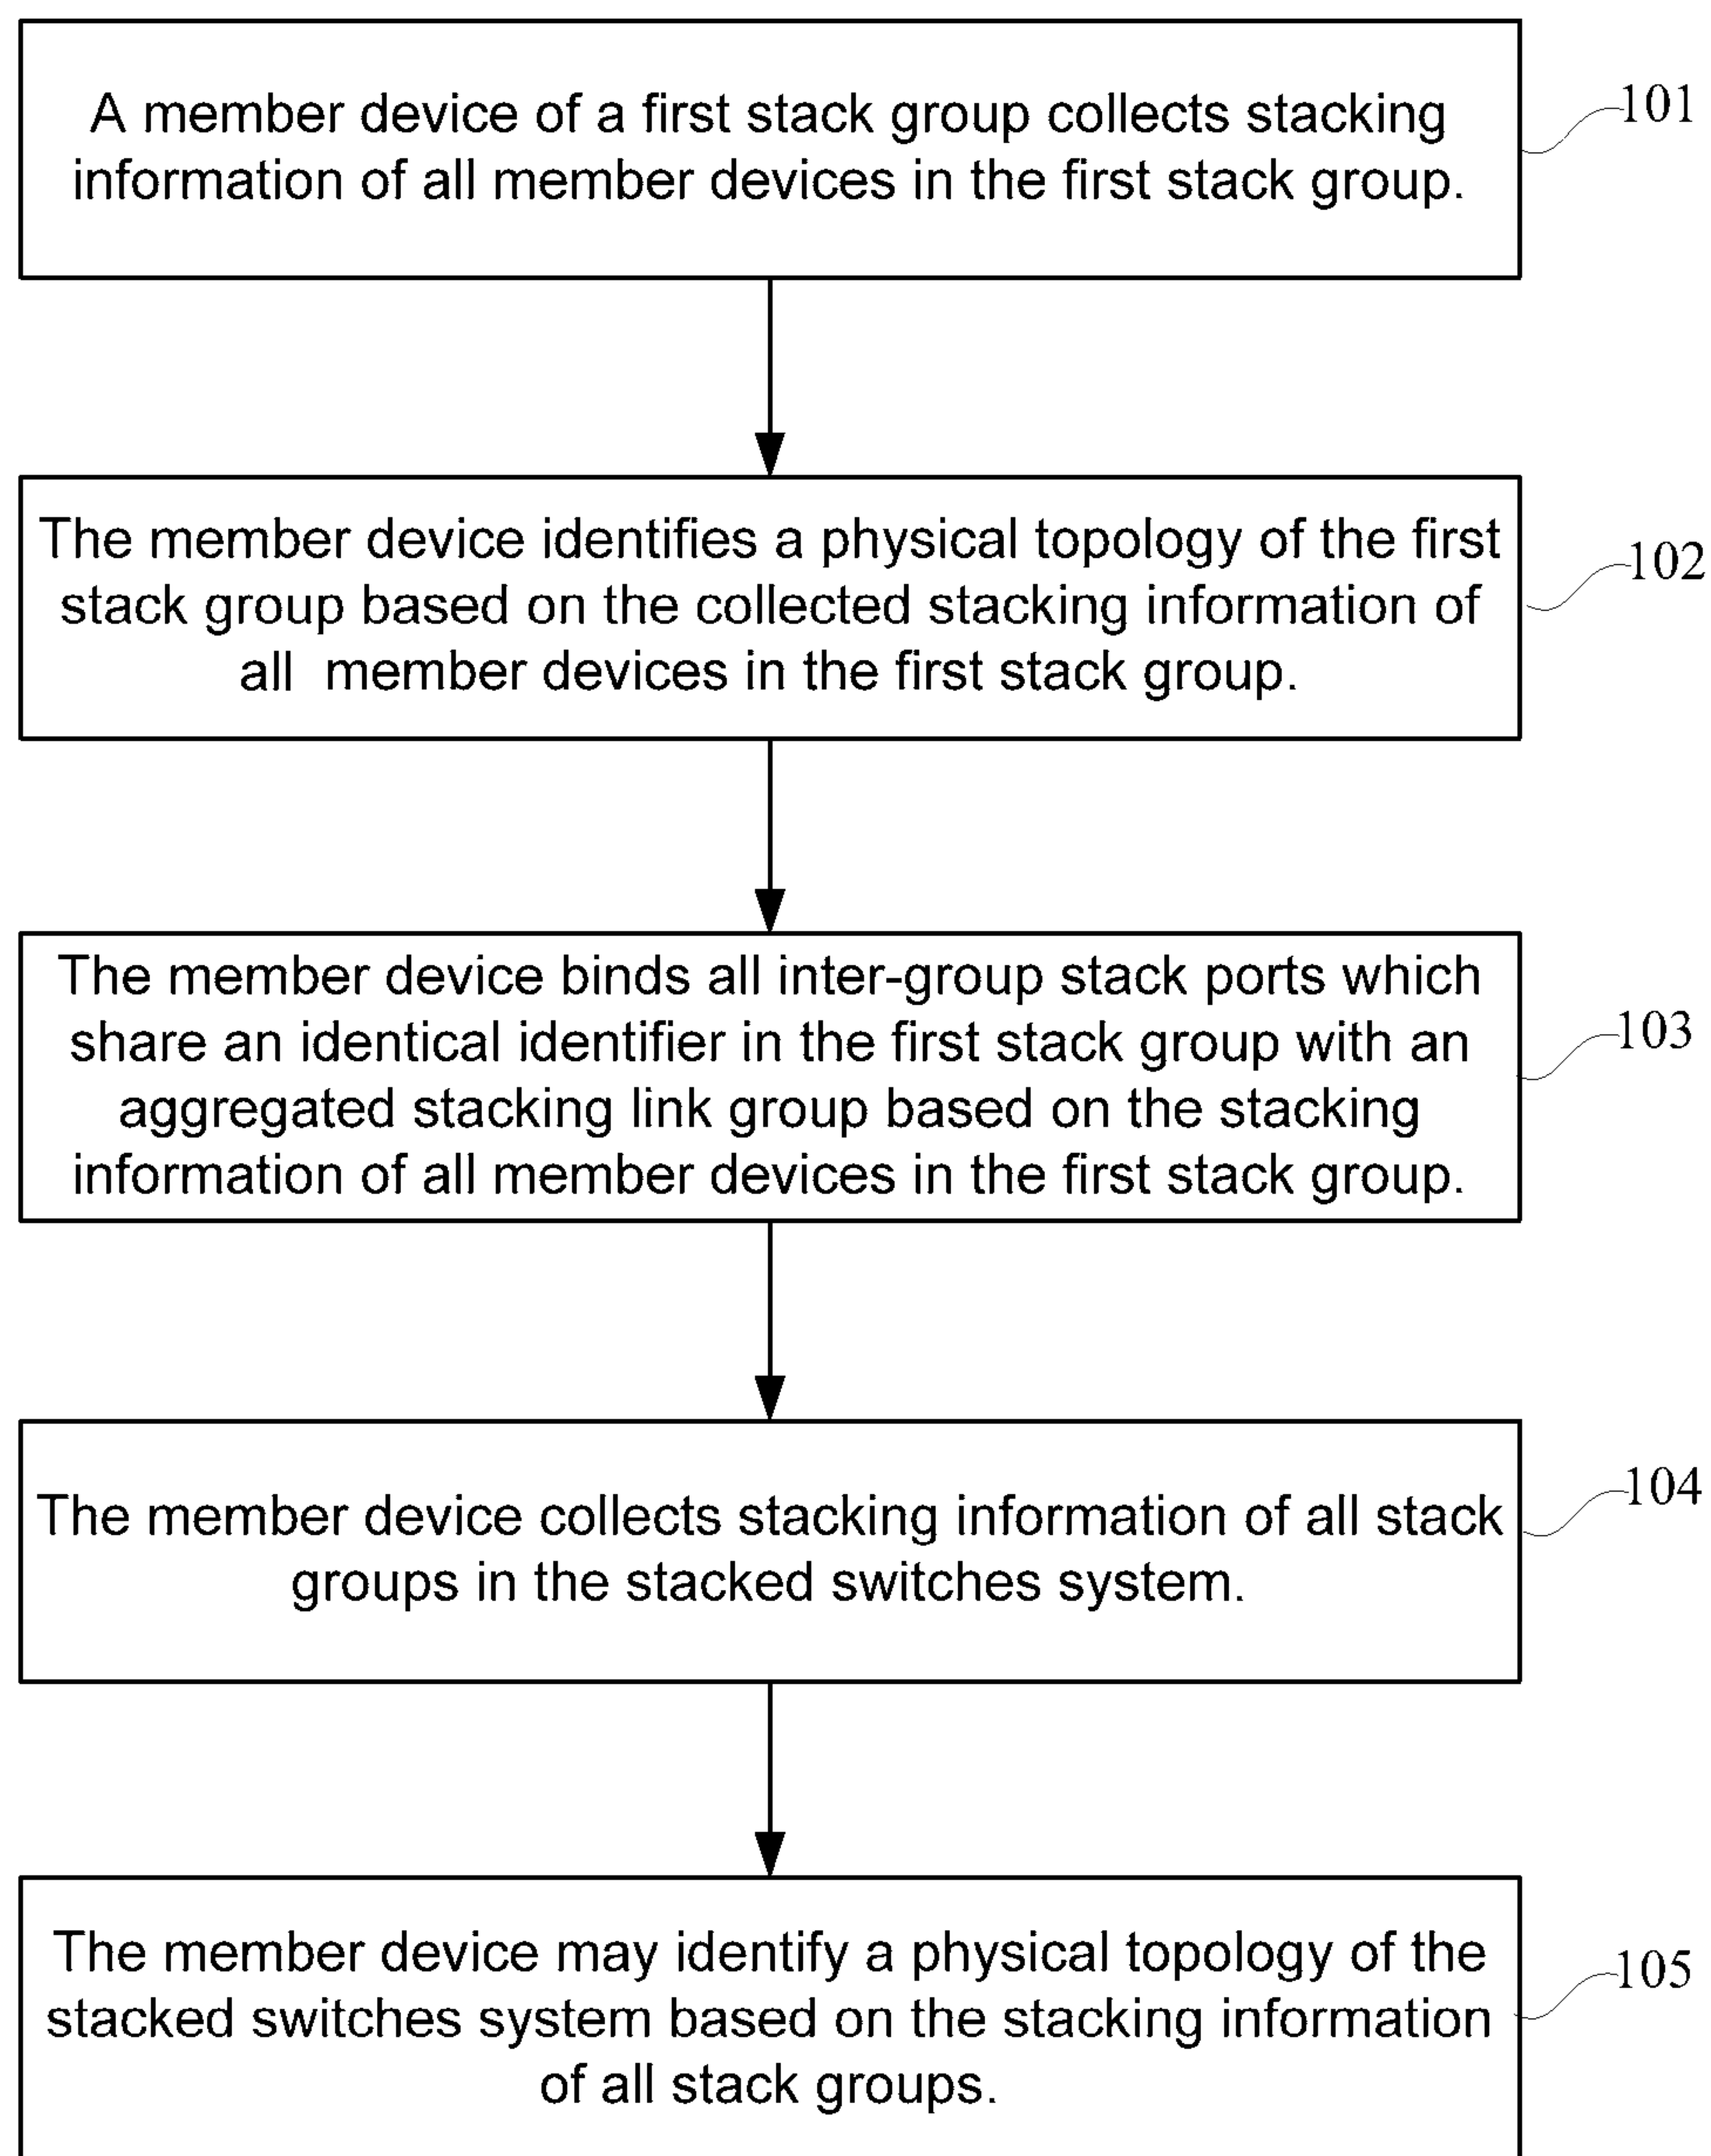 A member device of a first stack group collects stacking
information of all member devices in the first stack group.
101
The member device identifies a physical topology of the first
stack group based on the collected stacking information of
all member devices in the first stack group.
102
The member device binds all inter-group stack ports which
share an identical identifier in the first stack group with an
aggregated stacking link group based on the stacking
information of all member devices in the first stack group.
103
The member device collects stacking information of all stack
groups in the stacked switches system.
104
The member device may identify a physical topology of the
stacked switches system based on the stacking information
of all stack groups.
105